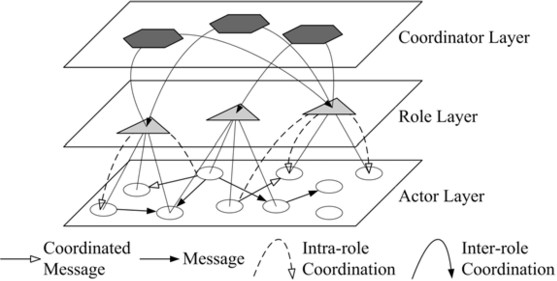 Coordinator Layer
Role Layer
Actor Layer
Coordinated
Message
Message
Intra-role
Coordination
Inter-role
Coordination